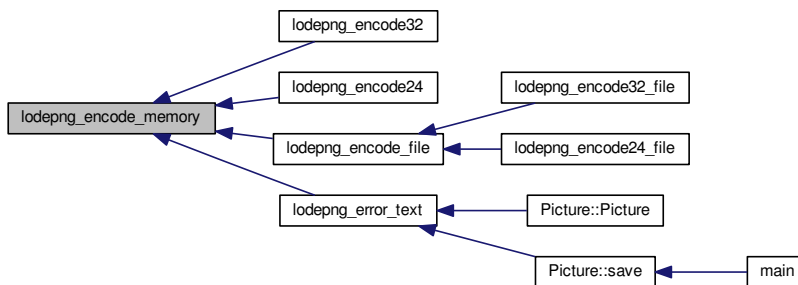 lodepng_encode32
lodepng_encode24
lodepng_encode32_file
lodepng_encode_memory
lodepng_encode_file
lodepng_encode24_file
lodepng_error_text
Picture::Picture
Picture::save
main